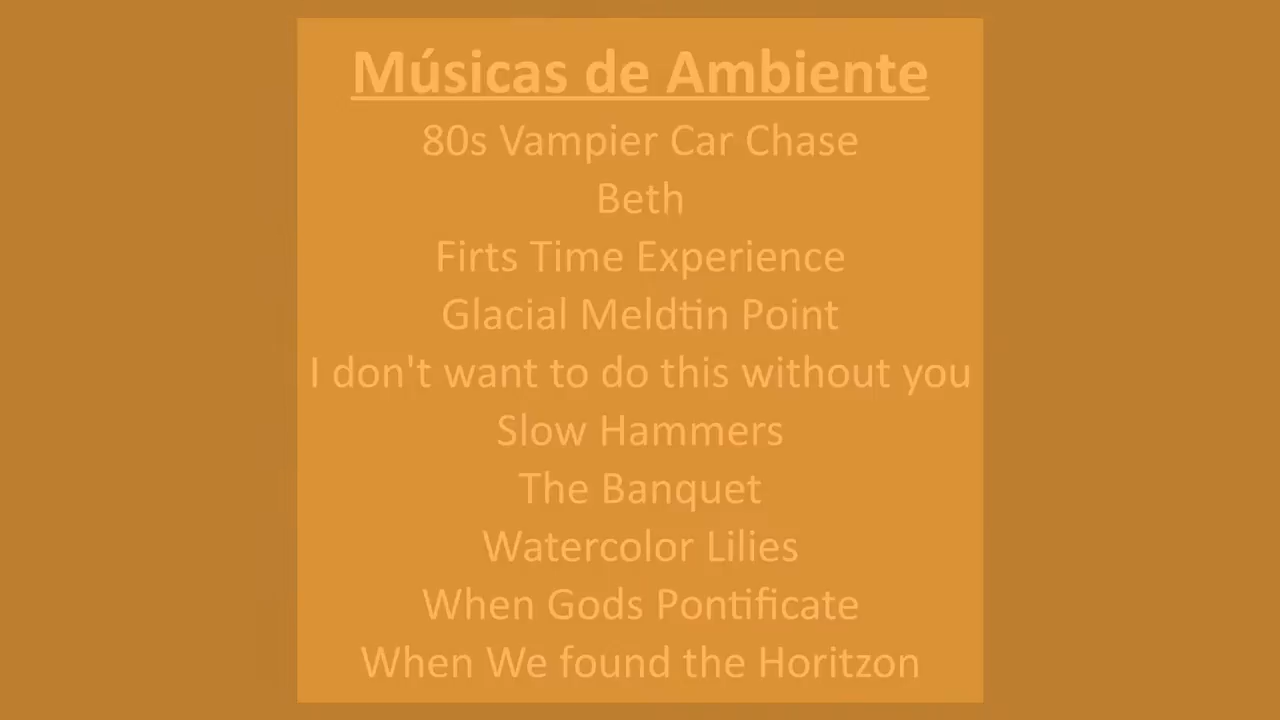 Músicas de Ambiente
80s Vampier Car Chase
Beth
Firts Time Experience
Glacial Meldtin Point
I don't want to do this without you
Slow Hammers
The Banquet
Watercolor Lilies
When Gods Pontificate
When We found the Horitzon